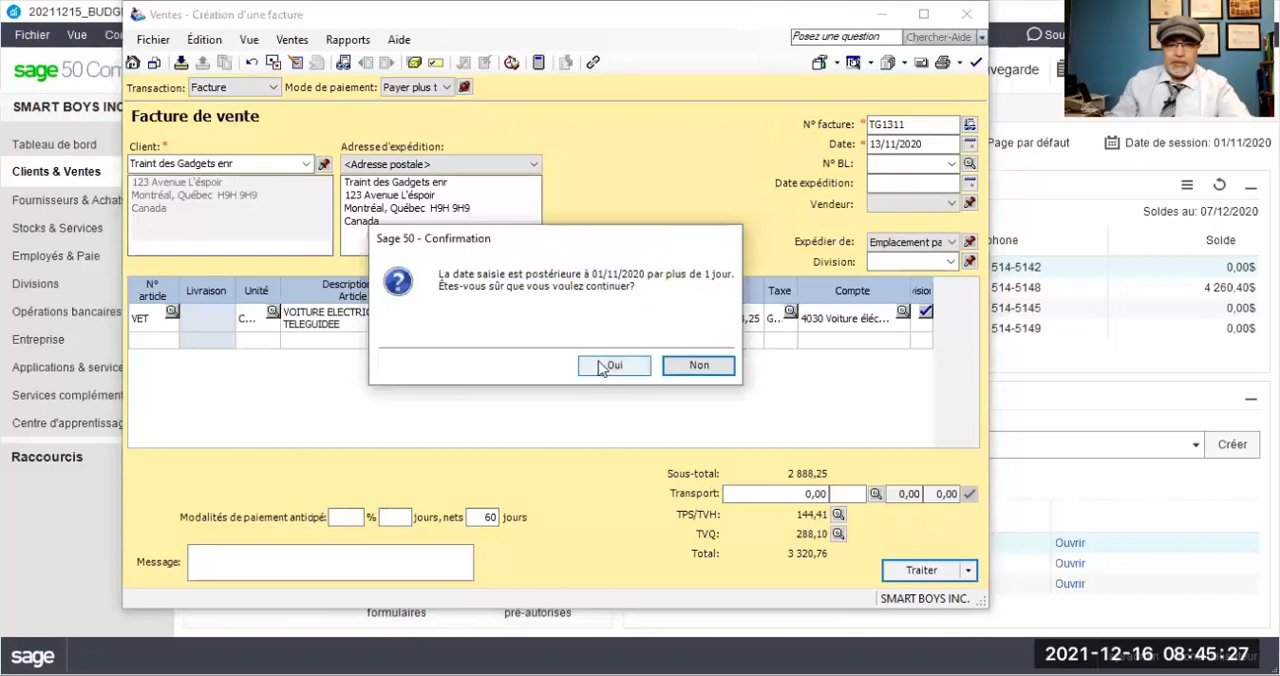 20211215_BUDG
Ventes - Création d'une facture
Fichier Vue
Fichier Édition Vue Ventes Rapports Aide
Posez une question Chercher-Aide
sage 50
SMART BOYS INC
Tableau de bord
Clients & Ventes
Fournisseurs & Achat
Stocks & Services
Employés & Paie
Divisions
Opérations bancaires
Entreprise
Applications & service
Services complément
Centre d'apprentissag
Raccourcis
Transaction: Facture Mode de paiement: Payer plus t
Facture de vente
Client: *
Traint des Gadgets enr
123 Avenue L'éspoir
Montréal, Québec H9H 9H9
Canada
Adresse d'expédition:
<Adresse postale>
Traint des Gadgets enr
123 Avenue L'éspoir
Montréal, Québec H9H 9H9
Canada
N° facture: * TG1311
Date: * 13/11/2020
N° BL:
Date expédition:
Vendeur:
Expédier de: Emplacement pa
Division:
N° article Livraison Unité Description Article Taxe Compte
VET C... VOITURE ELECTRIC TELEGUIDEE ,25 G.. 4030 Voiture éléc...
Sage 50 - Confirmation
La date saisie est postérieure à 01/11/2020 par plus de 1 jour.
Êtes-vous sûr que vous voulez continuer?
Oui Non
Sous-total: 2 888,25
Transport: 0,00 0,00 0,00
TPS/TVH: 144,41
TVQ: 288,10
Total: 3 320,76
Modalités de paiement anticipé: % jours, nets 60 jours
Message:
Traiter
SMART BOYS INC.
Page par défaut Date de session: 01/11/2020
Soldes au: 07/12/2020
phone Solde
514-5142 0,00$
514-5148 4 260,40$
514-5145 0,00$
514-5149 0,00$
Créer
Ouvrir
Ouvrir
Ouvrir
formulaires pré-autorisés
sage
2021-12-16 08:45:27